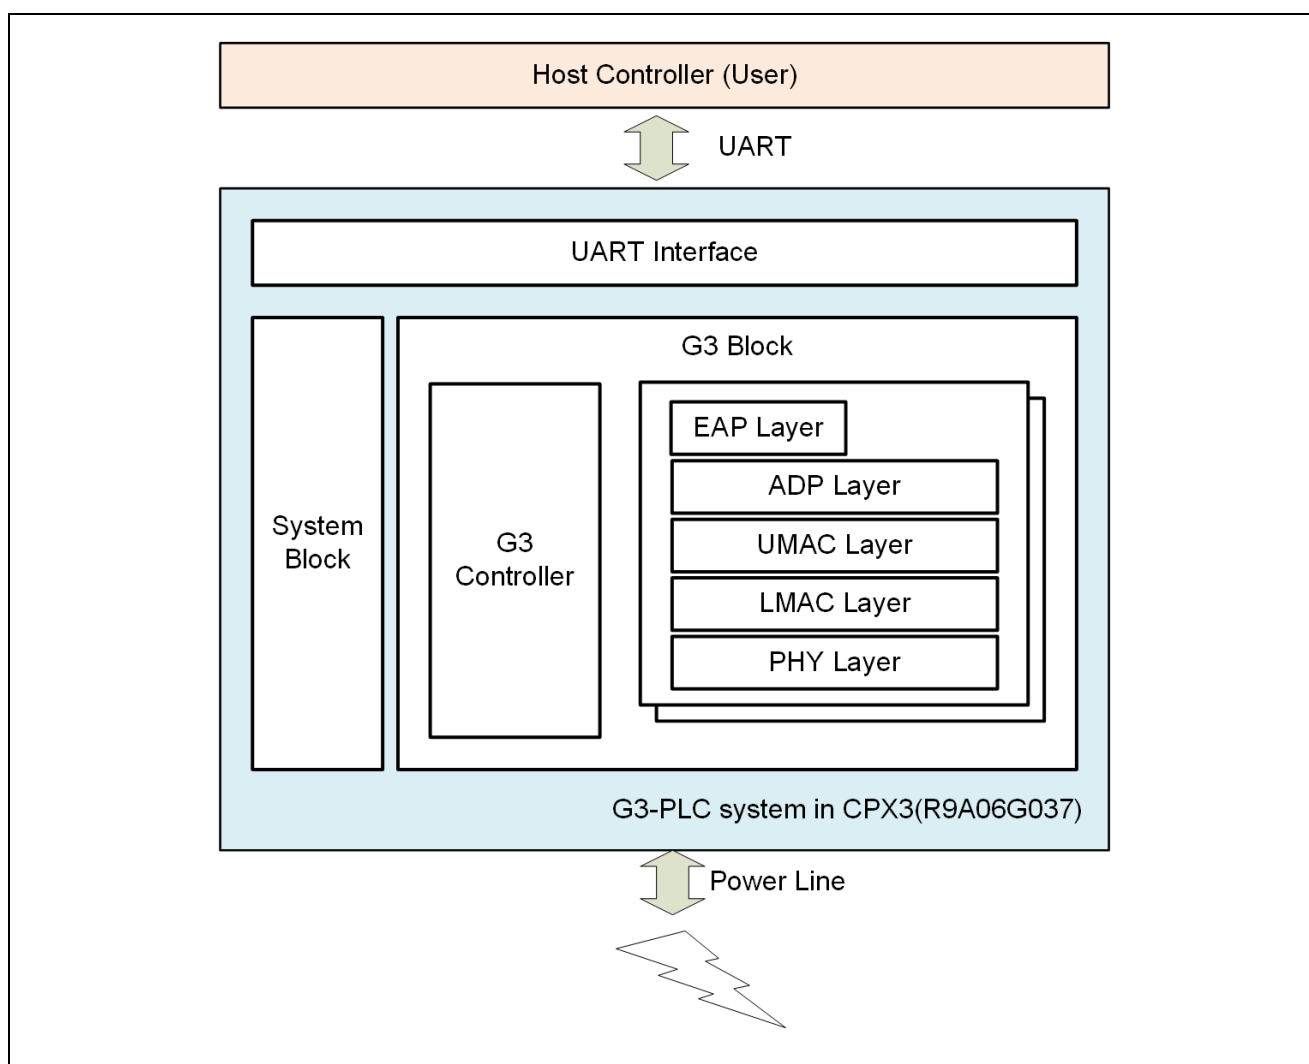 Host Controller (User)
UART
UART Interface
G3 Block
EAP Layer
ADP Layer
UMAC Layer
LMAC Layer
PHY Layer
System
Block
G3
Controller
G3-PLC system in CPX3(R9A06G037)
Power Line